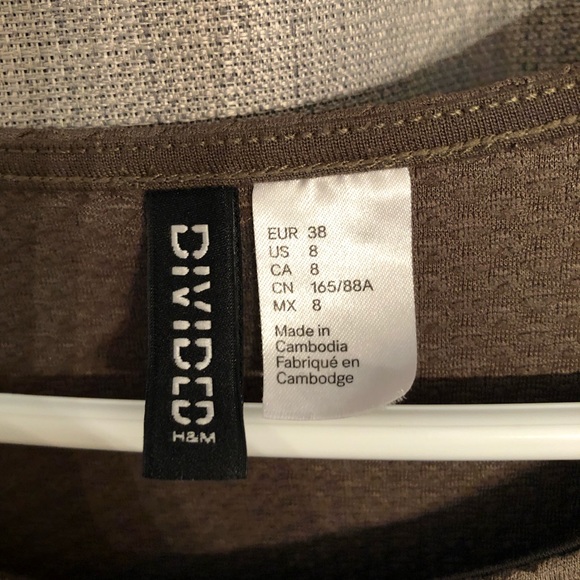 DIVIDED
H&M
EUR 38
US 8
CA 8
CN 165/88A
MX 8
Made in
Cambodia
Fabriqué en
Cambodge